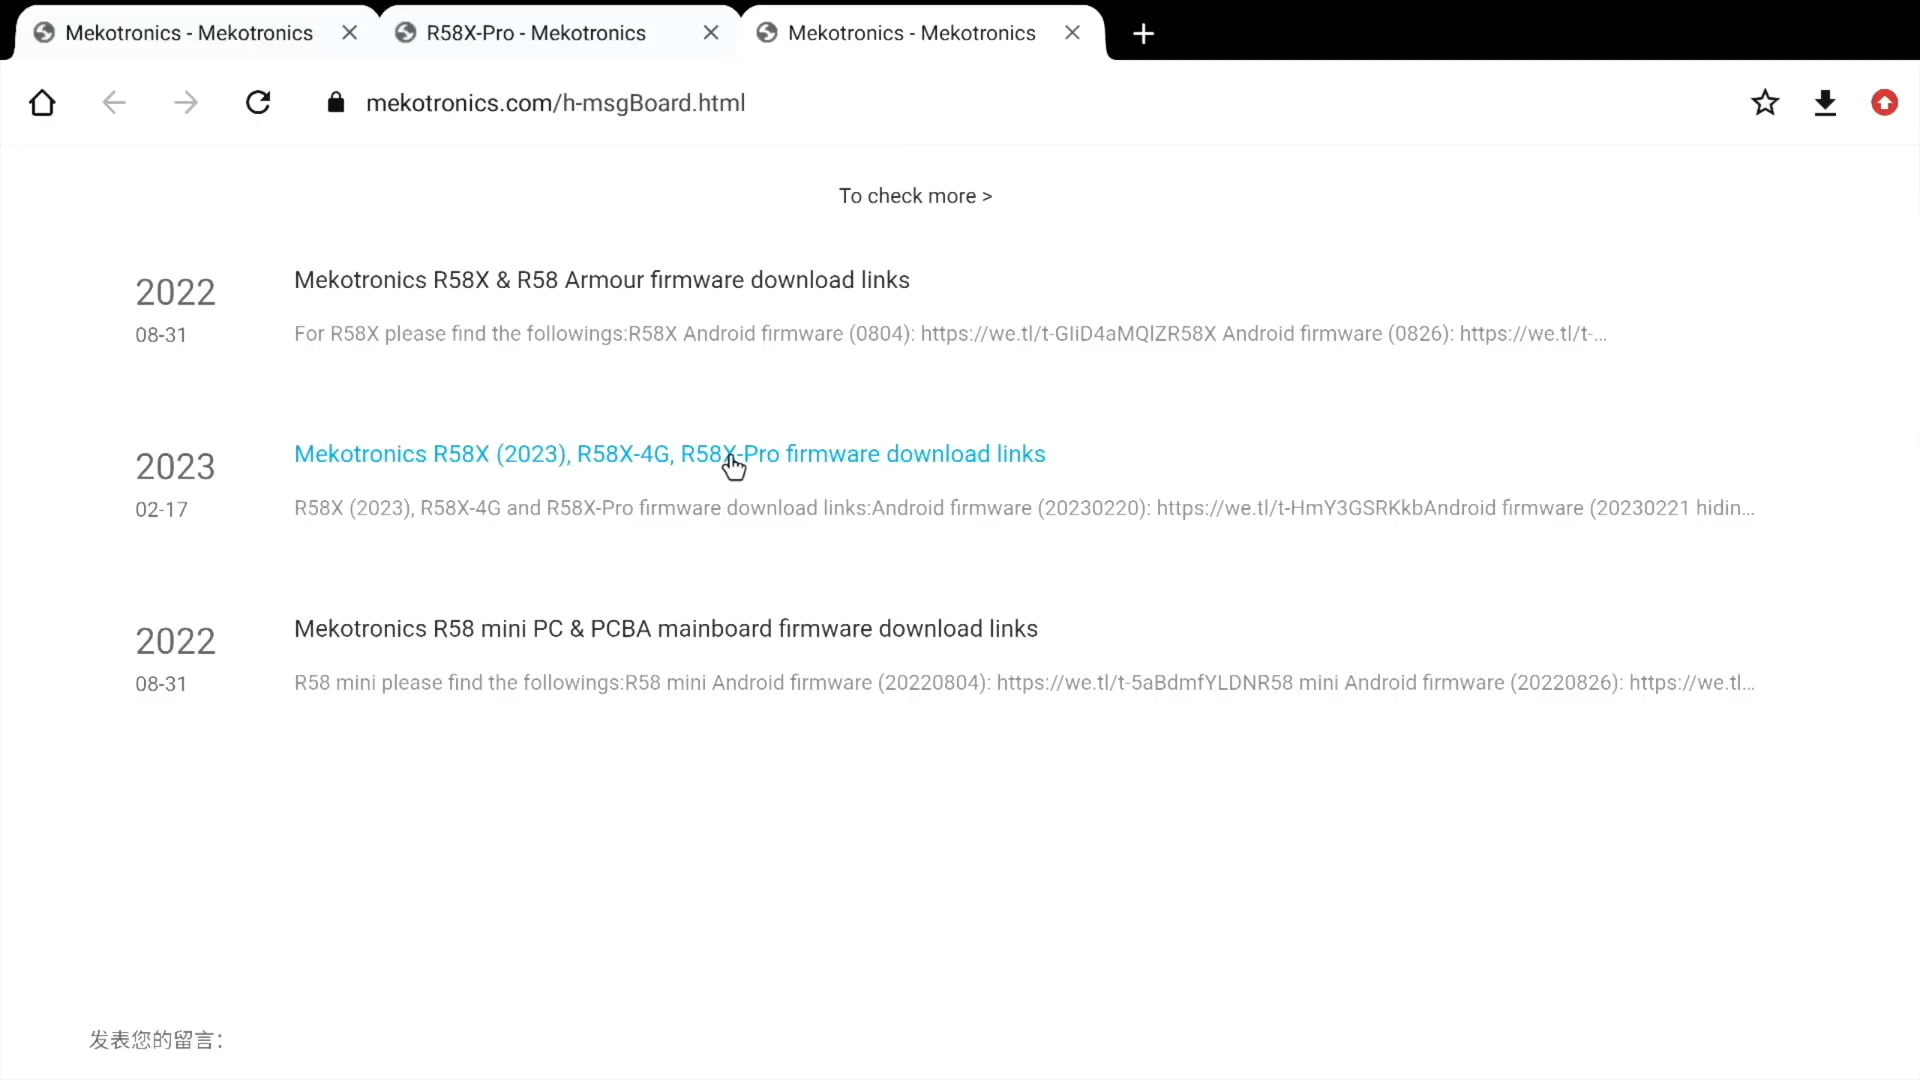 Mekotronics - Mekotronics
R58X-Pro - Mekotronics
Mekotronics - Mekotronics
mekotronics.com/h-msgBoard.html
To check more >
2022
08-31
Mekotronics R58X & R58 Armour firmware download links
For R58X please find the followings:R58X Android firmware (0804): https://we.tl/t-GIiD4aMQlZR58X Android firmware (0826): https://we.tl/t-...
2023
02-17
Mekotronics R58X (2023), R58X-4G, R58X-Pro firmware download links
R58X (2023), R58X-4G and R58X-Pro firmware download links:Android firmware (20230220): https://we.tl/t-HmY3GSRKkbAndroid firmware (20230221 hidin...
2022
08-31
Mekotronics R58 mini PC & PCBA mainboard firmware download links
R58 mini please find the followings:R58 mini Android firmware (20220804): https://we.tl/t-5aBdmfYLDNR58 mini Android firmware (20220826): https://we.tl...
发表您的留言：